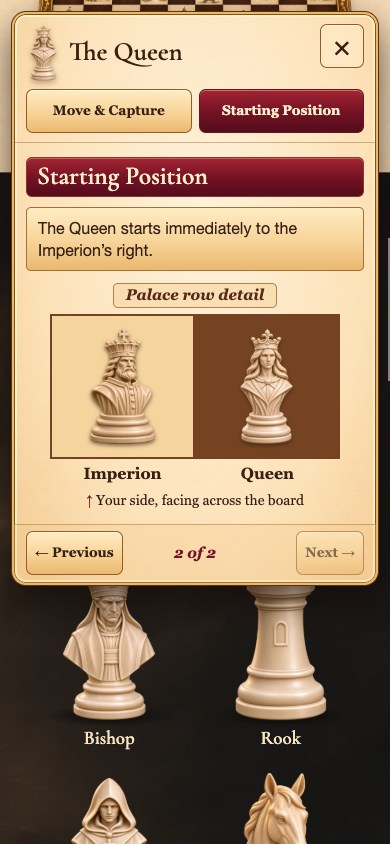 The Queen
×
Move & Capture
Starting Position
Starting Position
The Queen starts immediately to the
Imperion’s right.
Palace row detail
Imperion
Queen
↑ Your side, facing across the board
← Previous
2 of 2
Next →
Bishop
Rook